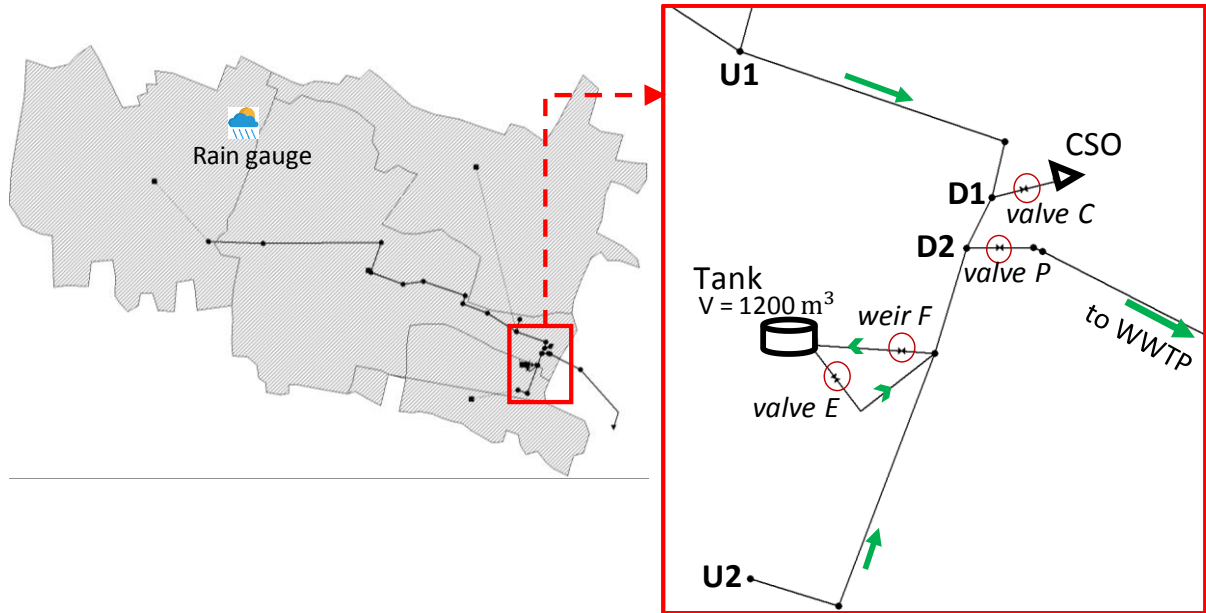 Rain gauge
U1
CSO
D1
valve C
D2
valve P
Tank
V = 1200 m³
weir F
to WWTP
valve E
U2